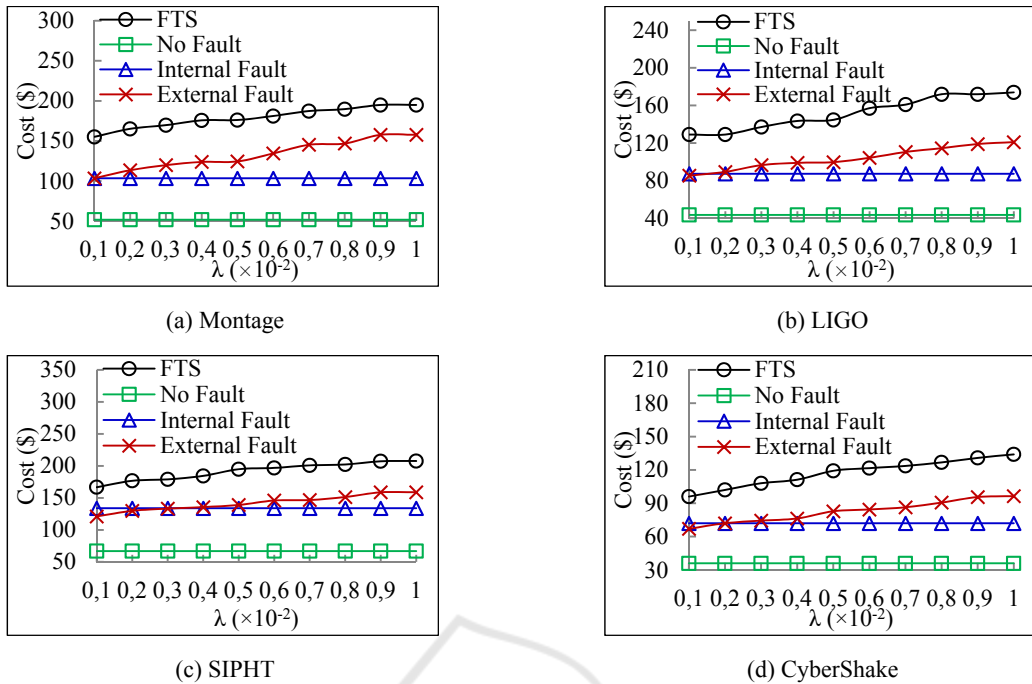 300
250
200
150
100
50
Cost ($)
FTS
No Fault
Internal Fault
External Fault
0,1 0,2 0,3 0,4 0,5 0,6 0,7 0,8 0,9 1
λ (×10-2)
(a) Montage
240
200
160
120
80
40
Cost ($)
FTS
No Fault
Internal Fault
External Fault
0,1 0,2 0,3 0,4 0,5 0,6 0,7 0,8 0,9 1
λ (×10-2)
(b) LIGO
350
300
250
200
150
100
50
Cost ($)
FTS
No Fault
Internal Fault
External Fault
0,1 0,2 0,3 0,4 0,5 0,6 0,7 0,8 0,9 1
λ (×10-2)
(c) SIPHT
210
180
150
120
90
60
30
Cost ($)
FTS
No Fault
Internal Fault
External Fault
0,1 0,2 0,3 0,4 0,5 0,6 0,7 0,8 0,9 1
λ (×10-2)
(d) CyberShake